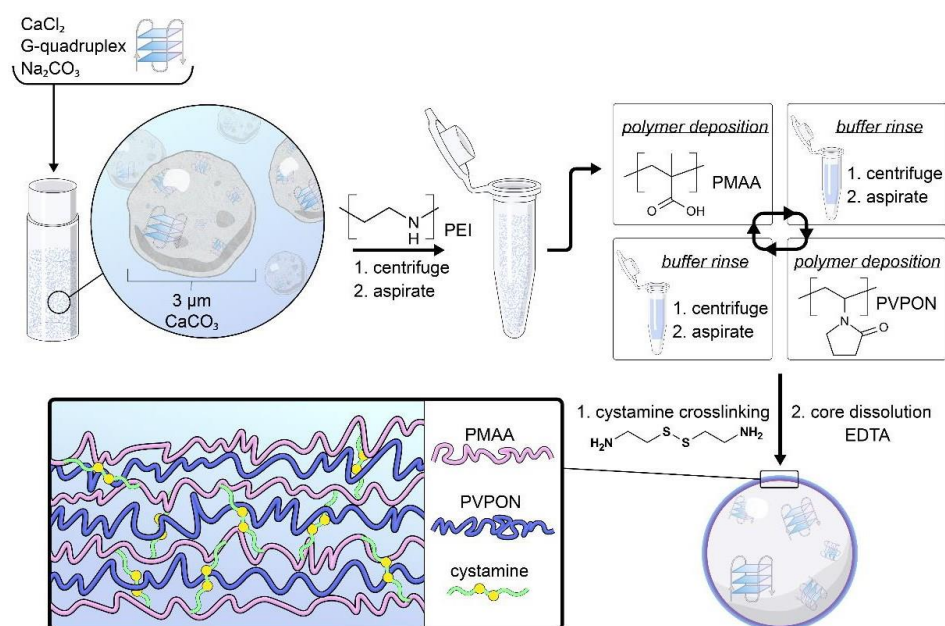 CaCl₂
G-quadruplex
Na₂CO₃
3 µm
CaCO₃
N
H
PEI
1. centrifuge
2. aspirate
polymer deposition
PMAA
O
OH
buffer rinse
1. centrifuge
2. aspirate
buffer rinse
1. centrifuge
2. aspirate
polymer deposition
PVPON
N
O
1. cystamine crosslinking
H₂N
S
S
NH₂
2. core dissolution
EDTA
PMAA
PVPON
cystamine